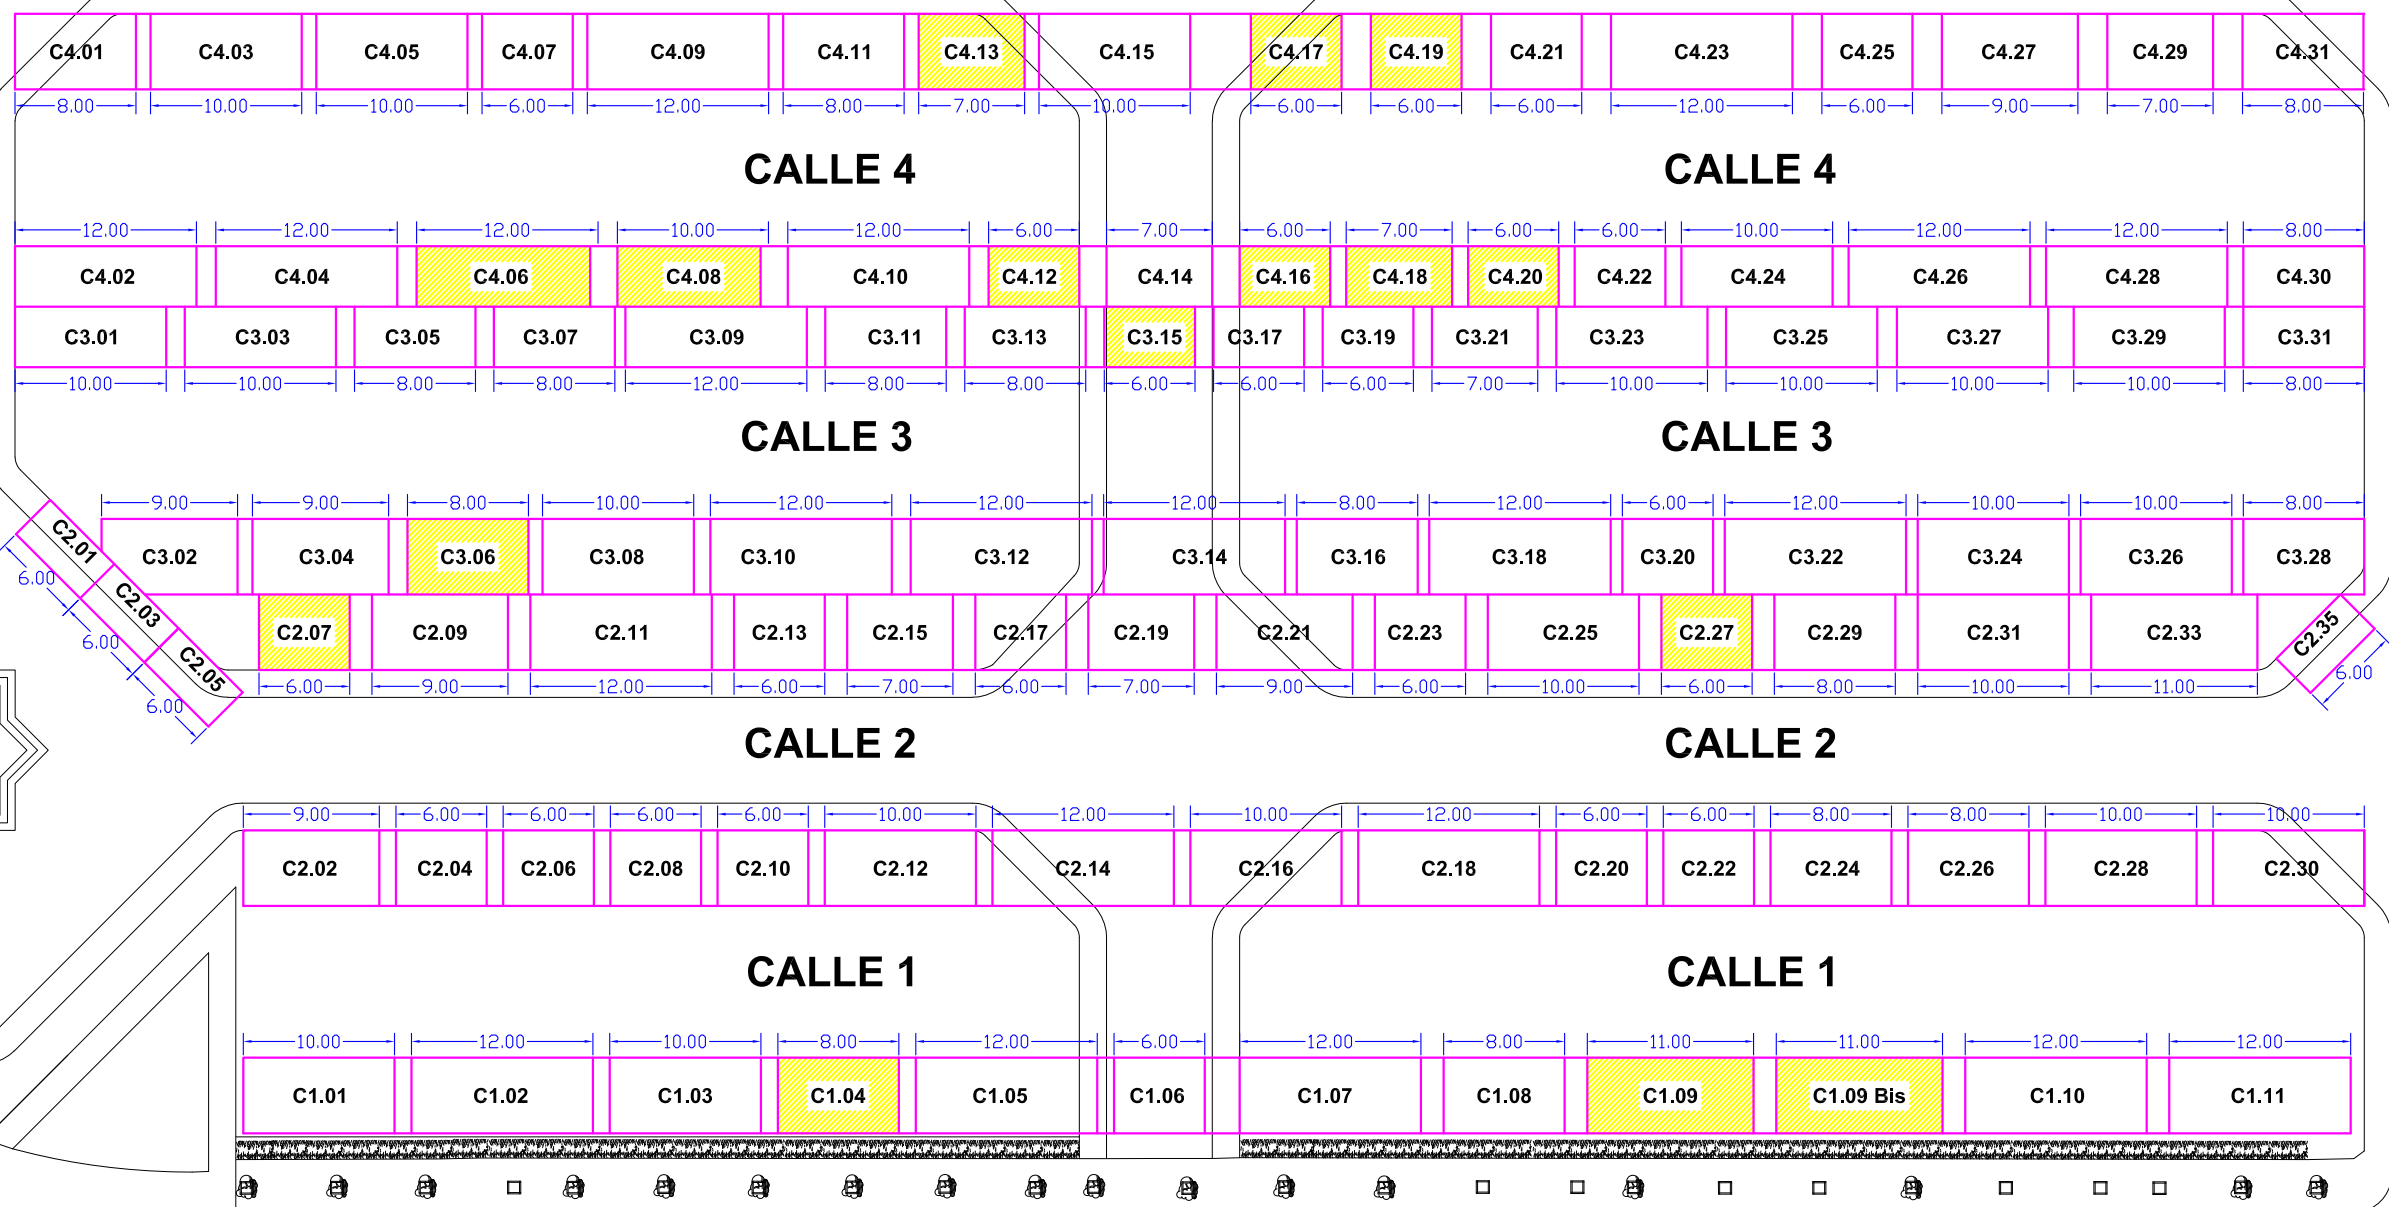 C4.01 C4.03 C4.05 C4.07 C4.09 C4.11 C4.13 C4.15 C4.17 C4.19 C4.21 C4.23 C4.25 C4.27 C4.29 C4.31
8.00 10.00 10.00 6.00 12.00 8.00 7.00 10.00 6.00 6.00 6.00 12.00 6.00 9.00 7.00 8.00
CALLE 4 CALLE 4
12.00 12.00 12.00 10.00 12.00 6.00 7.00 6.00 7.00 6.00 6.00 10.00 12.00 12.00 8.00
C4.02 C4.04 C4.06 C4.08 C4.10 C4.12 C4.14 C4.16 C4.18 C4.20 C4.22 C4.24 C4.26 C4.28 C4.30
C3.01 C3.03 C3.05 C3.07 C3.09 C3.11 C3.13 C3.15 C3.17 C3.19 C3.21 C3.23 C3.25 C3.27 C3.29 C3.31
10.00 10.00 8.00 8.00 12.00 8.00 8.00 6.00 6.00 6.00 7.00 10.00 10.00 10.00 10.00 8.00
CALLE 3 CALLE 3
9.00 9.00 8.00 10.00 12.00 12.00 12.00 8.00 12.00 6.00 12.00 10.00 10.00 8.00
C2.01 C3.02 C3.04 C3.06 C3.08 C3.10 C3.12 C3.14 C3.16 C3.18 C3.20 C3.22 C3.24 C3.26 C3.28
6.00
C2.03 C2.07 C2.09 C2.11 C2.13 C2.15 C2.17 C2.19 C2.21 C2.23 C2.25 C2.27 C2.29 C2.31 C2.33 C2.35
6.00
C2.05
6.00 9.00 12.00 6.00 7.00 6.00 7.00 9.00 6.00 10.00 6.00 8.00 10.00 11.00 6.00
6.00
CALLE 2 CALLE 2
9.00 6.00 6.00 6.00 6.00 10.00 12.00 10.00 12.00 6.00 6.00 8.00 8.00 10.00 10.00
C2.02 C2.04 C2.06 C2.08 C2.10 C2.12 C2.14 C2.16 C2.18 C2.20 C2.22 C2.24 C2.26 C2.28 C2.30
CALLE 1 CALLE 1
10.00 12.00 10.00 8.00 12.00 6.00 12.00 8.00 11.00 11.00 12.00 12.00
C1.01 C1.02 C1.03 C1.04 C1.05 C1.06 C1.07 C1.08 C1.09 C1.09 Bis C1.10 C1.11